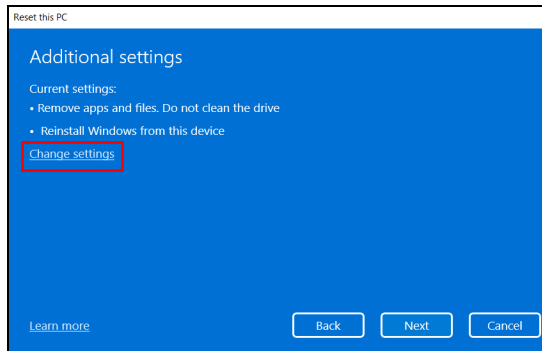 Reset this PC
Additional settings
Current settings:
• Remove apps and files. Do not clean the drive
• Reinstall Windows from this device
Change settings
Learn more
Back
Next
Cancel